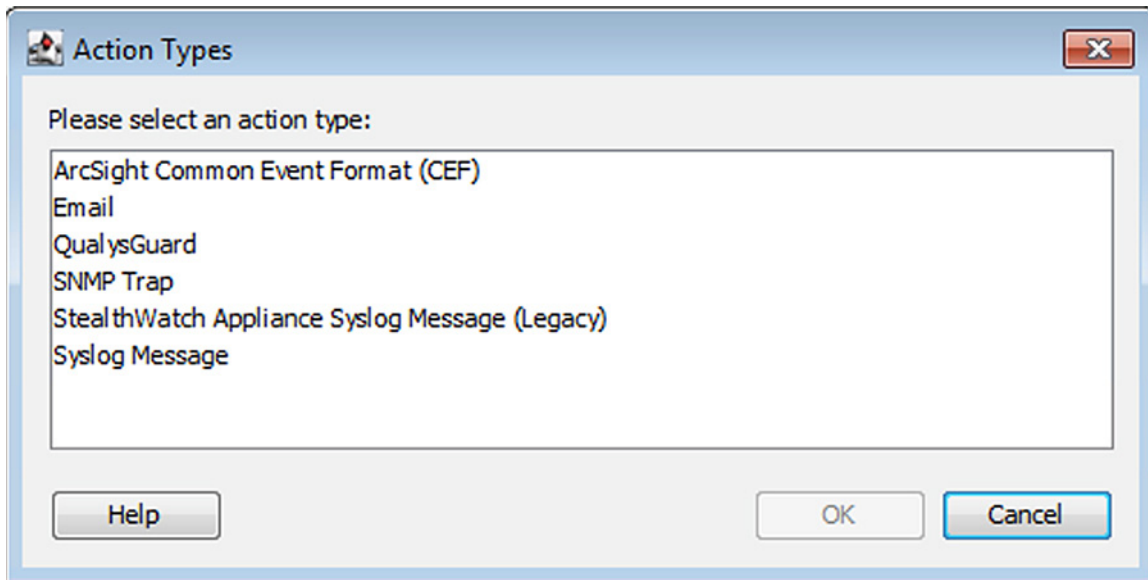 Action Types
Please select an action type:
ArcSight Common Event Format (CEF)
Email
QualysGuard
SNMP Trap
StealthWatch Appliance Syslog Message (Legacy)
Syslog Message
Help OK Cancel